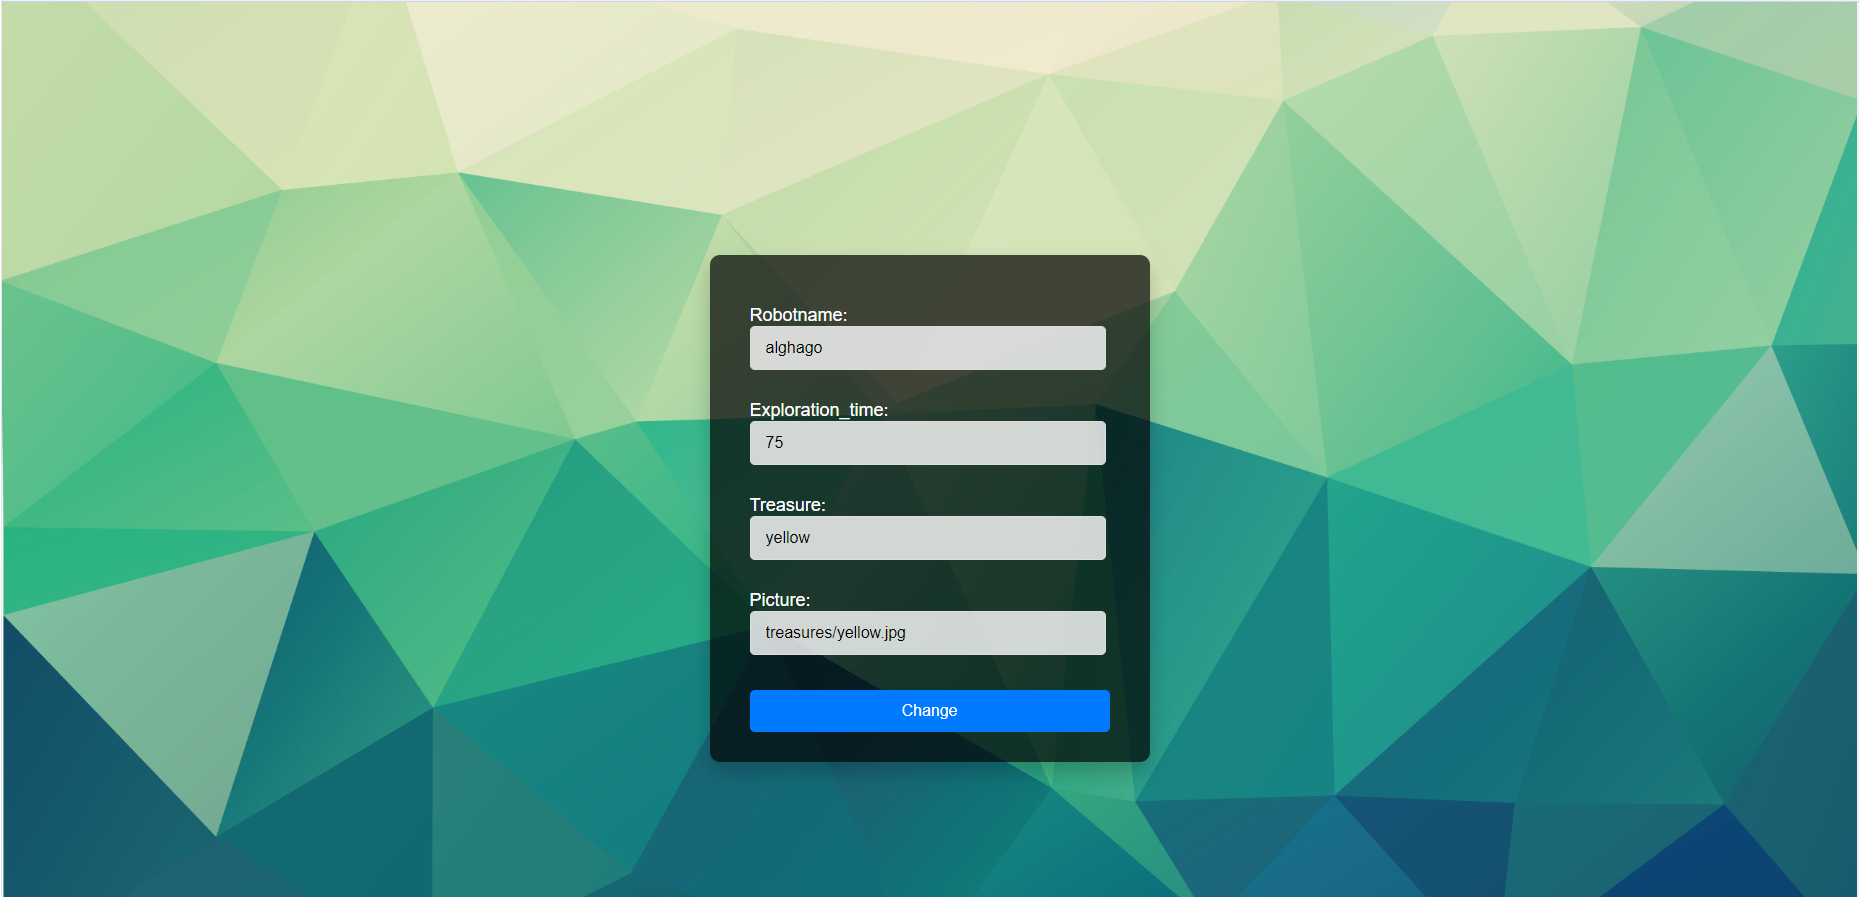 Robotname:
alghago
Exploration_time:
75
Treasure:
yellow
Picture:
treasures/yellow.jpg
Change